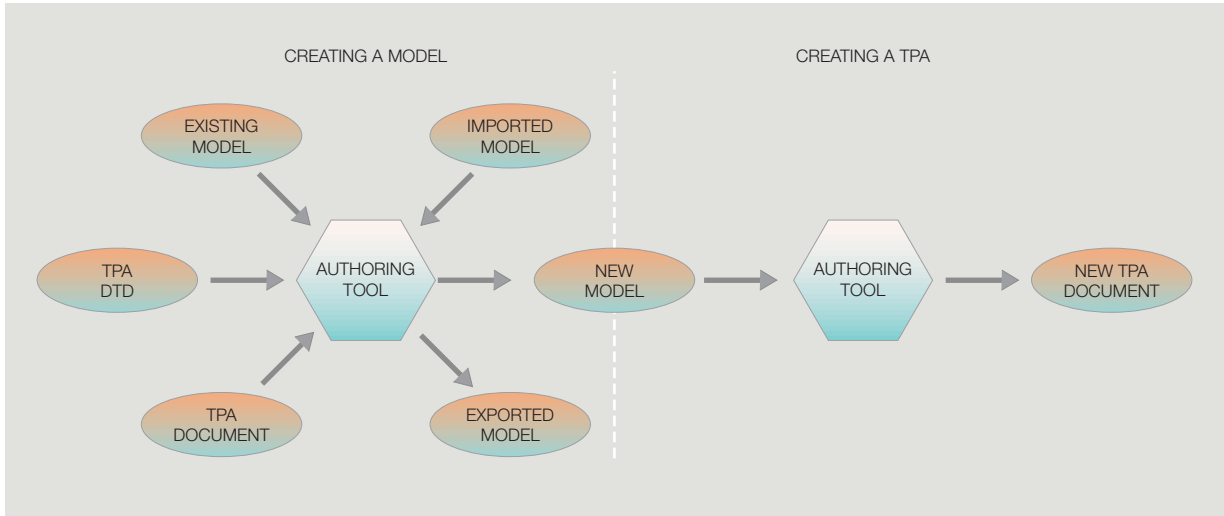 CREATING A MODEL
CREATING A TPA
EXISTING
MODEL
IMPORTED
MODEL
TPA
DTD
AUTHORING
TOOL
NEW
MODEL
AUTHORING
TOOL
NEW TPA
DOCUMENT
TPA
DOCUMENT
EXPORTED
MODEL